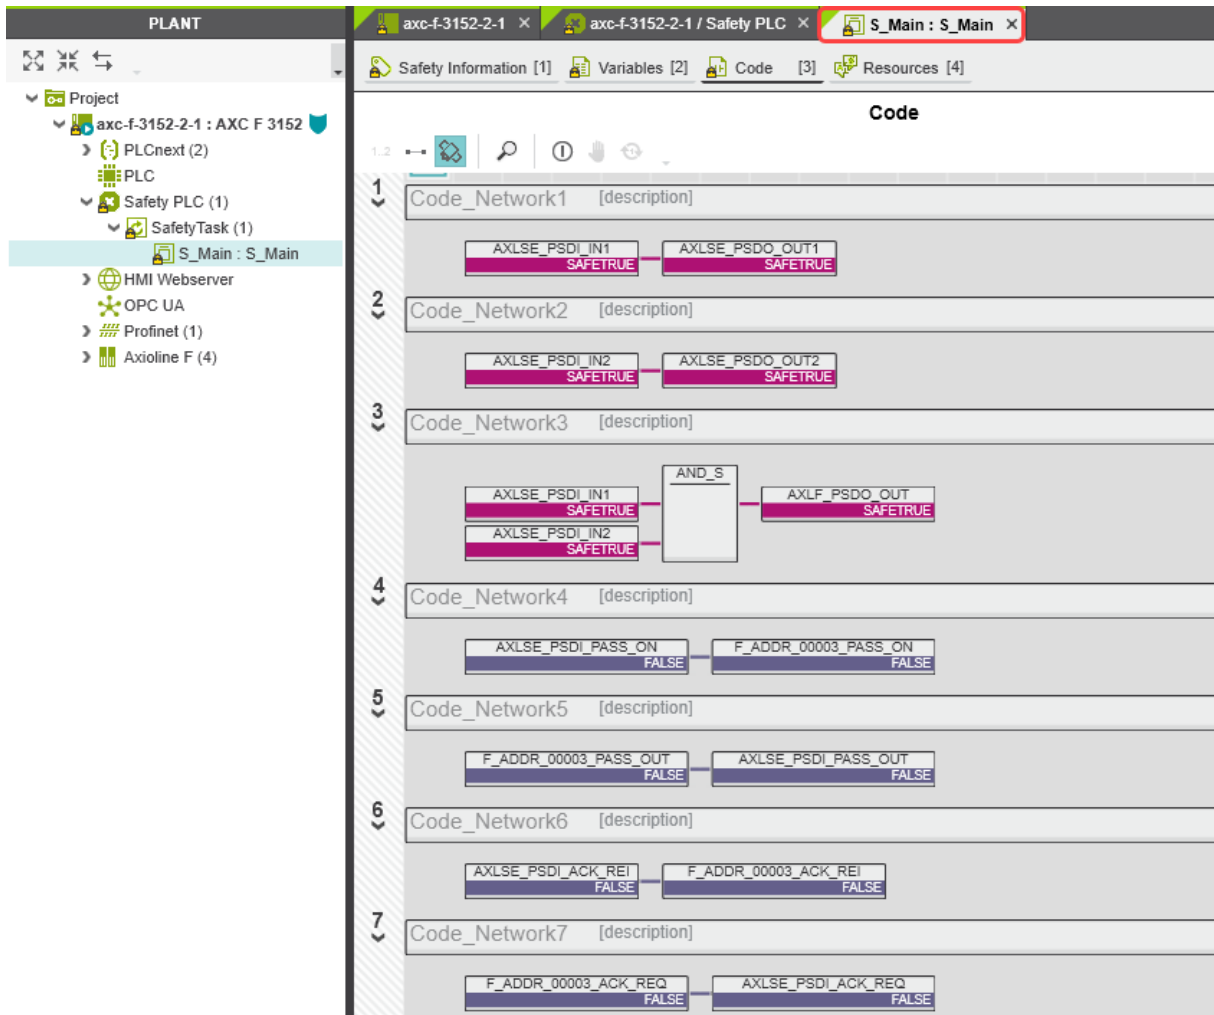 PLANT
axc-f-3152-2-1 ×
axc-f-3152-2-1 / Safety PLC ×
S_Main : S_Main ×
Safety Information [1]
Variables [2]
Code [3]
Resources [4]
Project
axc-f-3152-2-1 : AXC F 3152
PLCnext (2)
PLC
Safety PLC (1)
SafetyTask (1)
S_Main : S_Main
HMI Webserver
OPC UA
Profinet (1)
Axioline F (4)
Code
1..2
1
Code_Network1 [description]
AXLSE_PSDI_IN1 AXLSE_PSDO_OUT1
SAFETRUE SAFETRUE
2
Code_Network2 [description]
AXLSE_PSDI_IN2 AXLSE_PSDO_OUT2
SAFETRUE SAFETRUE
3
Code_Network3 [description]
AND_S
AXLSE_PSDI_IN1 AXLF_PSDO_OUT
SAFETRUE SAFETRUE
AXLSE_PSDI_IN2
SAFETRUE
4
Code_Network4 [description]
AXLSE_PSDI_PASS_ON F_ADDR_00003_PASS_ON
FALSE FALSE
5
Code_Network5 [description]
F_ADDR_00003_PASS_OUT AXLSE_PSDI_PASS_OUT
FALSE FALSE
6
Code_Network6 [description]
AXLSE_PSDI_ACK_REI F_ADDR_00003_ACK_REI
FALSE FALSE
7
Code_Network7 [description]
F_ADDR_00003_ACK_REQ AXLSE_PSDI_ACK_REQ
FALSE FALSE